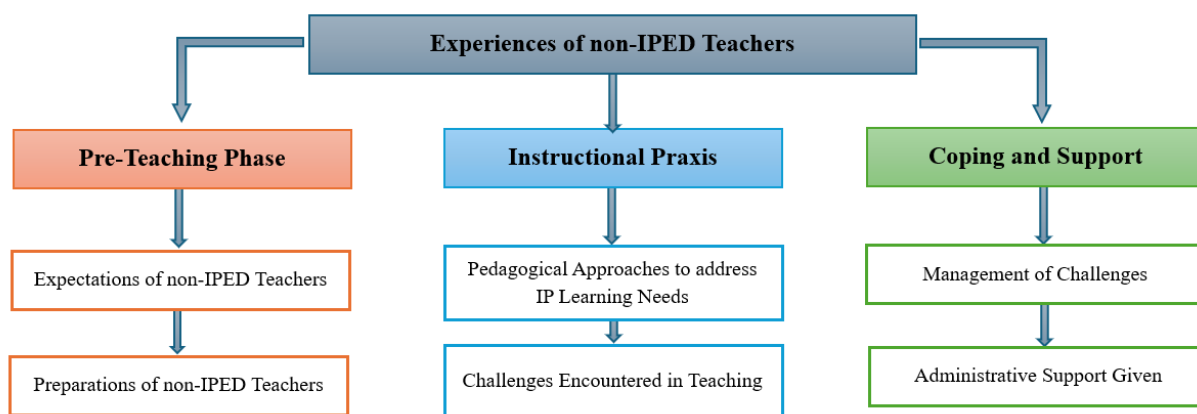 Experiences of non-IPED Teachers
Pre-Teaching Phase
Instructional Praxis
Coping and Support
Expectations of non-IPED Teachers
Pedagogical Approaches to address
IP Learning Needs
Management of Challenges
Preparations of non-IPED Teachers
Challenges Encountered in Teaching
Administrative Support Given